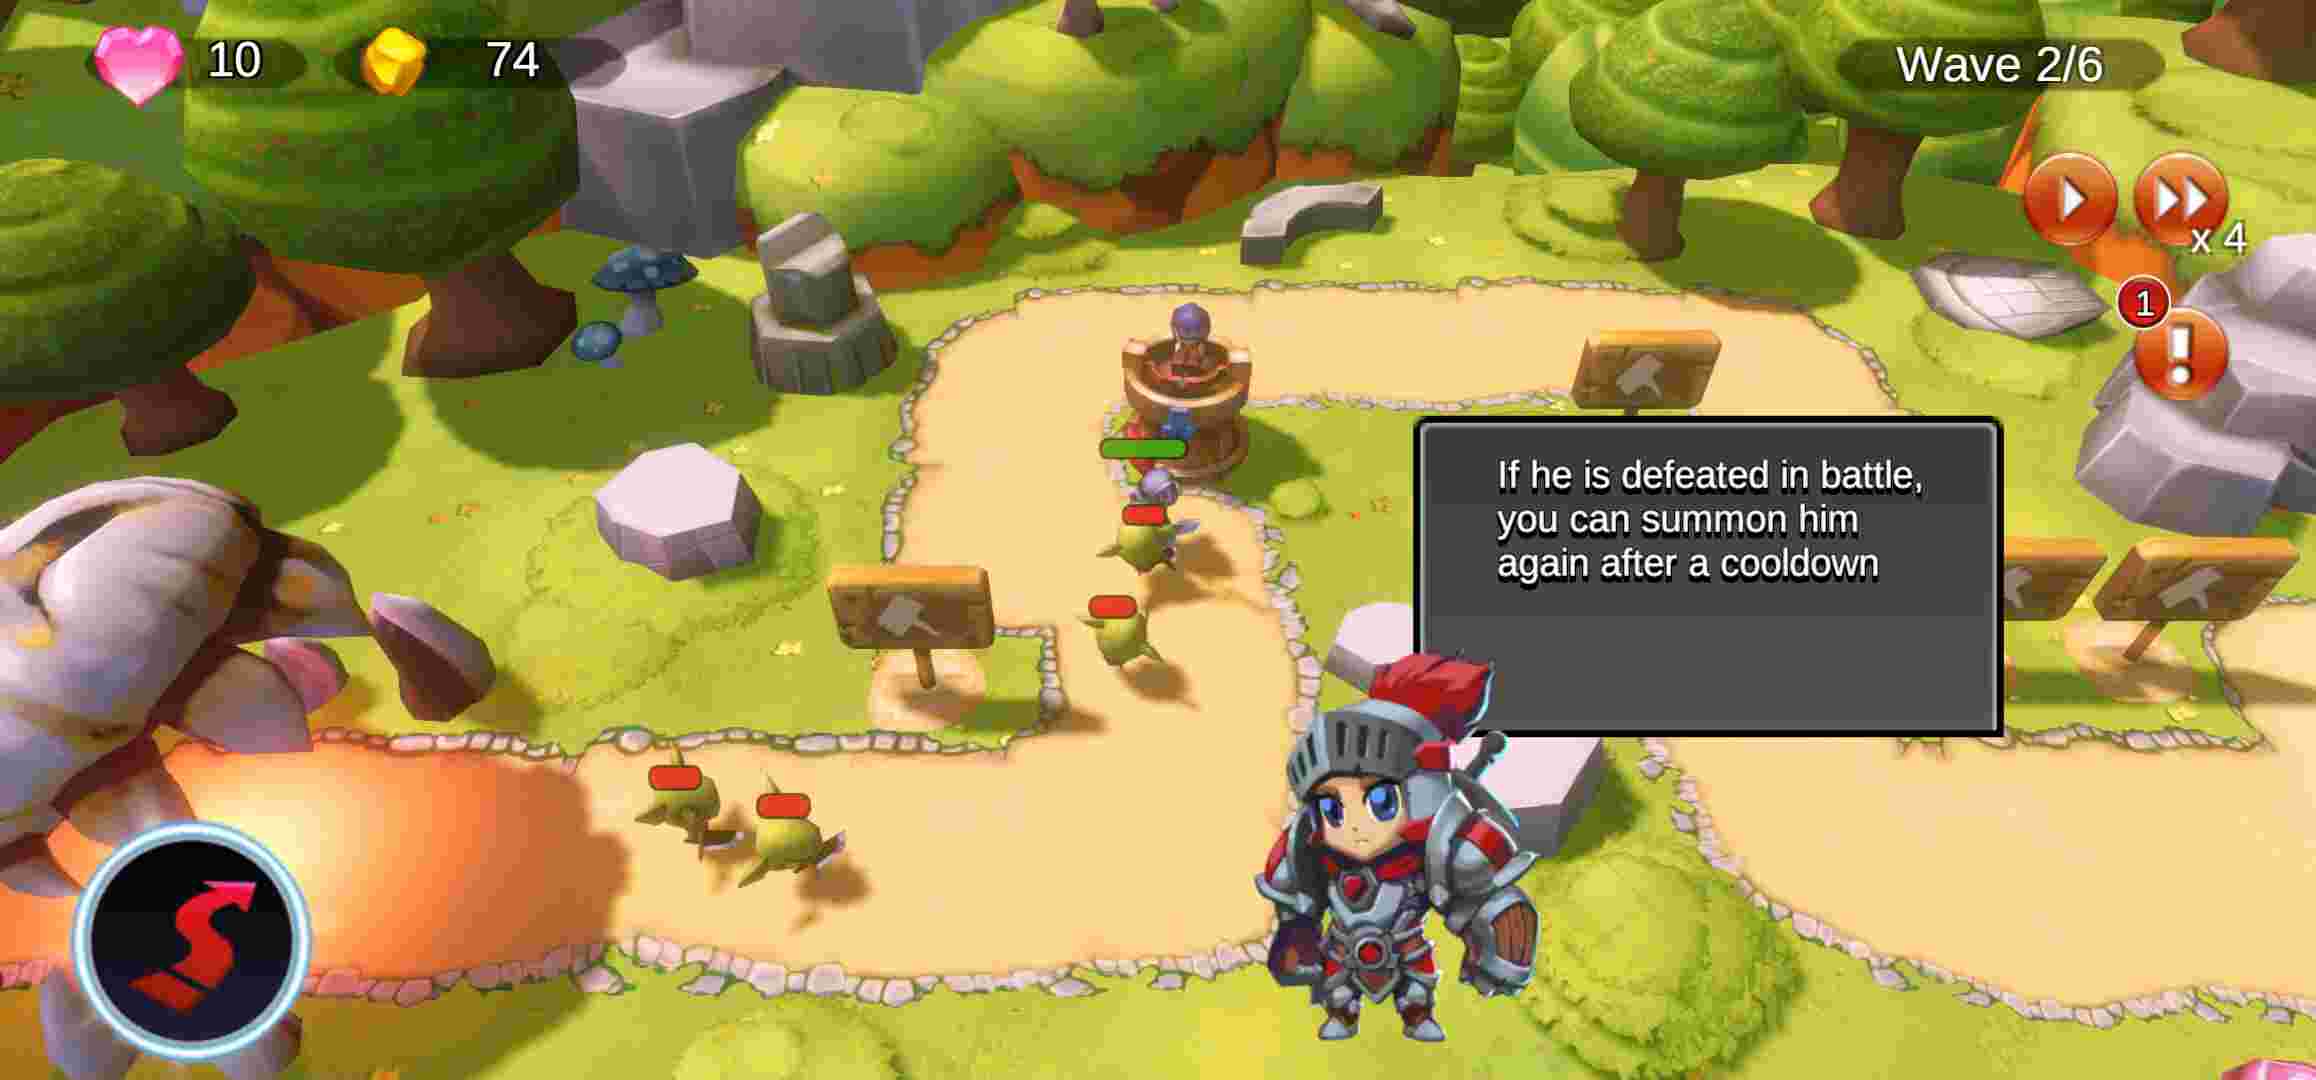 10
74
Wave 2/6
x 4
1
If he is defeated in battle,
you can summon him
again after a cooldown